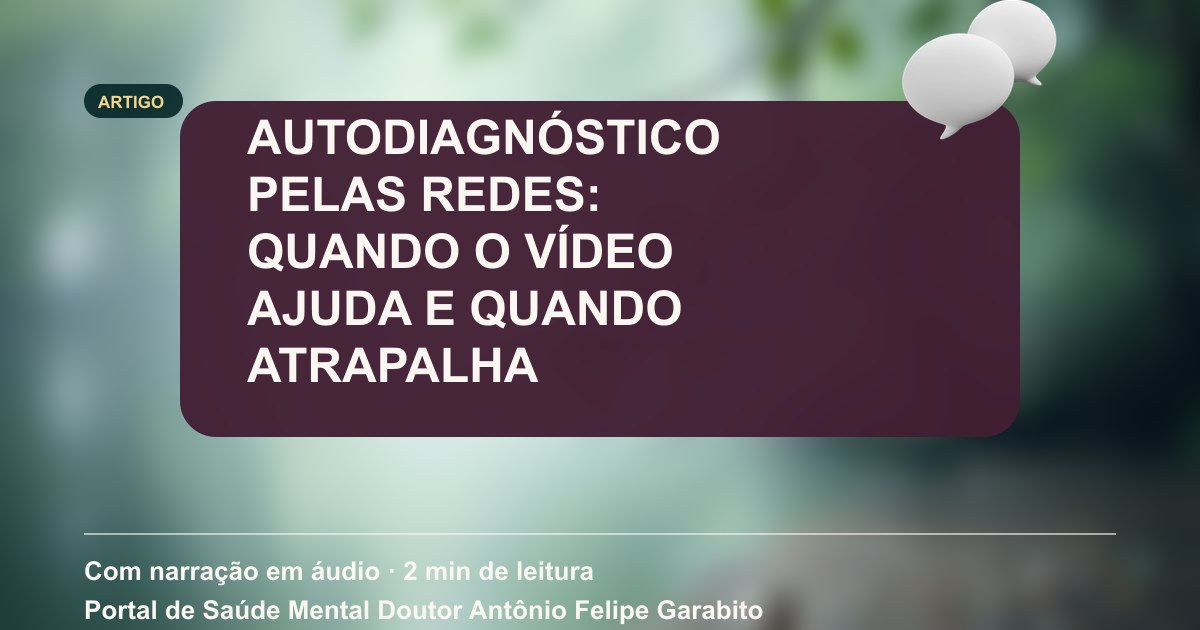 ARTIGO
AUTODIAGNÓSTICO
PELAS REDES:
QUANDO O VÍDEO
AJUDA E QUANDO
ATRAPALHA
Com narração em áudio · 2 min de leitura
Portal de Saúde Mental Doutor Antônio Felipe Garabito